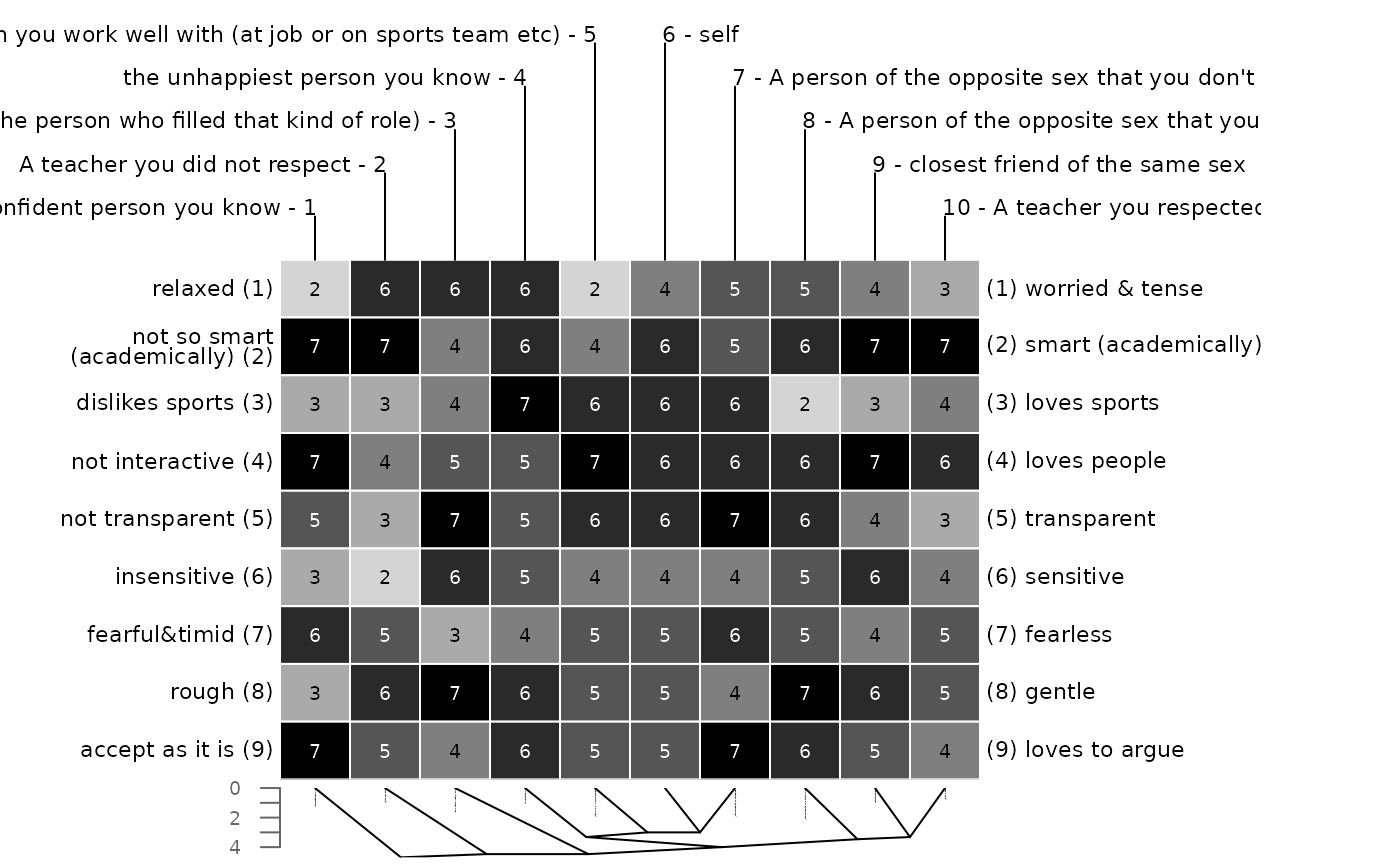 you work well with (at job or on sports team etc) - 5 6 - self
the unhappiest person you know - 4 7 - A person of the opposite sex that you don't
he person who filled that kind of role) - 3 8 - A person of the opposite sex that you
A teacher you did not respect - 2 9 - closest friend of the same sex
onfident person you know - 1 10 - A teacher you respected
relaxed (1) 2 6 6 6 2 4 5 5 4 3 (1) worried & tense
not so smart
(academically) (2) 7 7 4 6 4 6 5 6 7 7 (2) smart (academically)
dislikes sports (3) 3 3 4 7 6 6 6 2 3 4 (3) loves sports
not interactive (4) 7 4 5 5 7 6 6 6 7 6 (4) loves people
not transparent (5) 5 3 7 5 6 6 7 6 4 3 (5) transparent
insensitive (6) 3 2 6 5 4 4 4 5 6 4 (6) sensitive
fearful&timid (7) 6 5 3 4 5 5 6 5 4 5 (7) fearless
rough (8) 3 6 7 6 5 5 4 7 6 5 (8) gentle
accept as it is (9) 7 5 4 6 5 5 7 6 5 4 (9) loves to argue
0
2
4